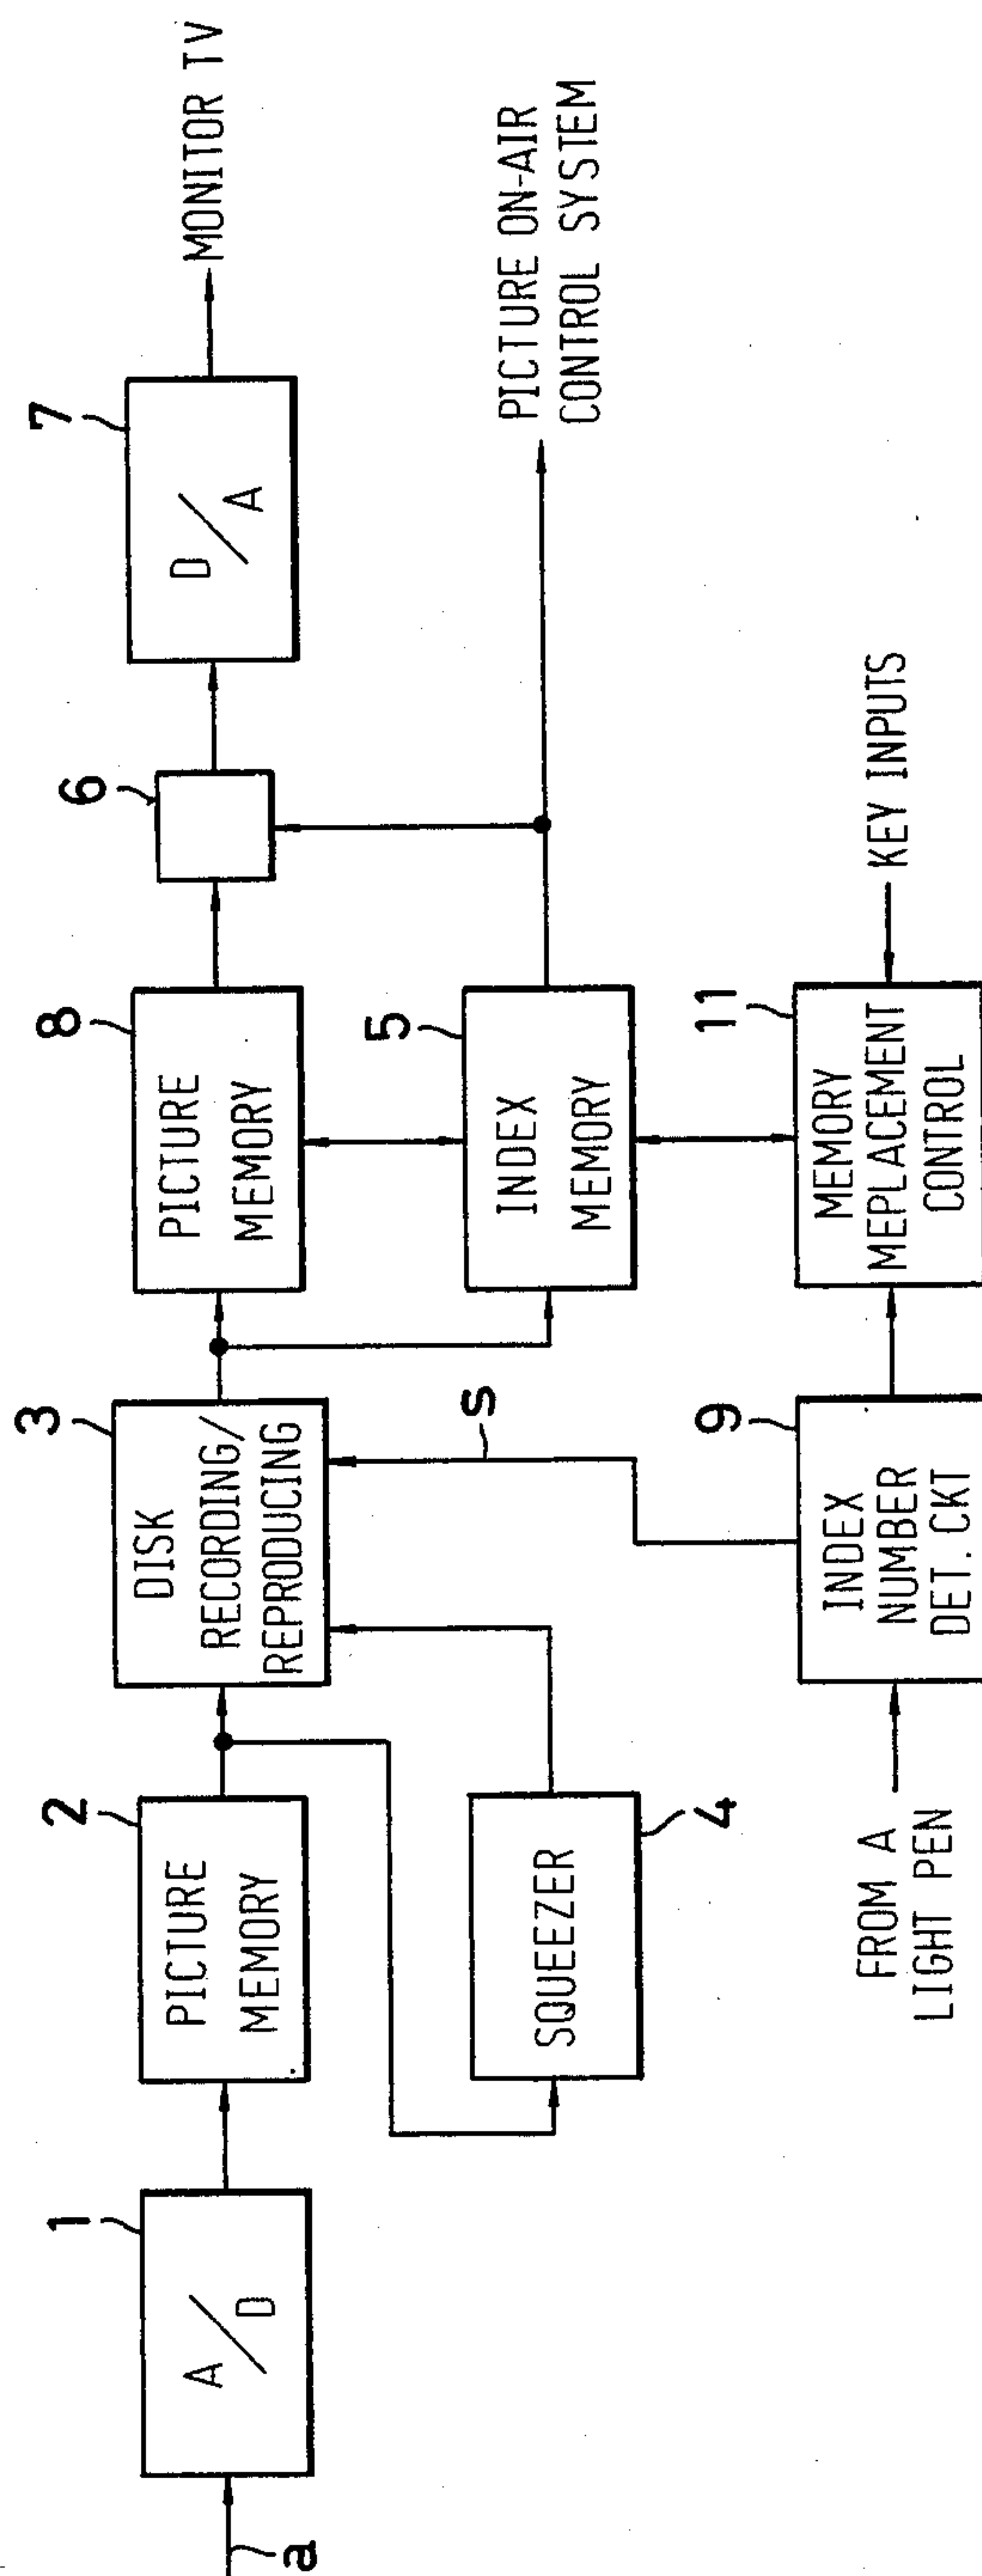 a
1
A/D
2
PICTURE
MEMORY
3
DISK
RECORDING/
REPRODUCING
8
PICTURE
MEMORY
6
7
D/A
MONITOR TV
4
SQUEEZER
S
5
INDEX
MEMORY
PICTURE ON-AIR
CONTROL SYSTEM
FROM A
LIGHT PEN
9
INDEX
NUMBER
DET. CKT
11
MEMORY
MEPLACEMENT
CONTROL
KEY INPUTS